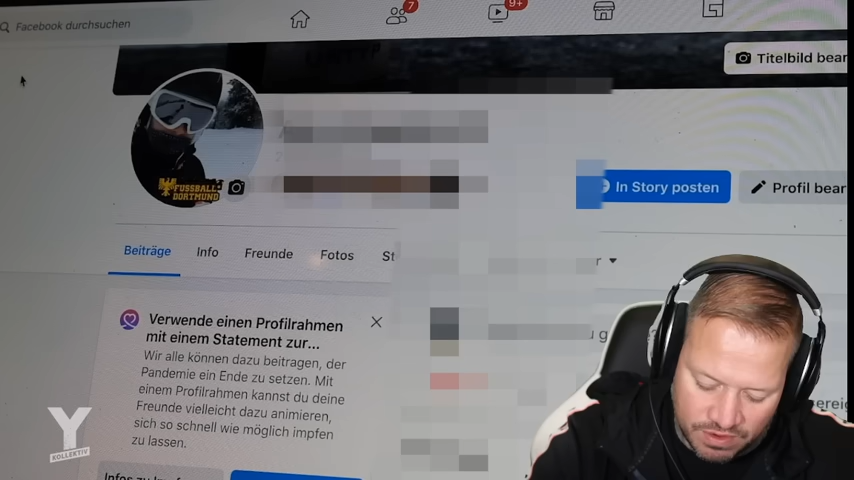 Facebook durchsuchen
7
9+
Titelbild bear
FUSSBALL
DORTMUND
In Story posten
Profil bear
Beiträge
Info
Freunde
Fotos
St
Verwende einen Profilrahmen
mit einem Statement zur...
Wir alle können dazu beitragen, der
Pandemie ein Ende zu setzen. Mit
einem Profilrahmen kannst du deine
Freunde vielleicht dazu animieren,
sich so schnell wie möglich impfen
zu lassen.
Y
KOLLEKTIV